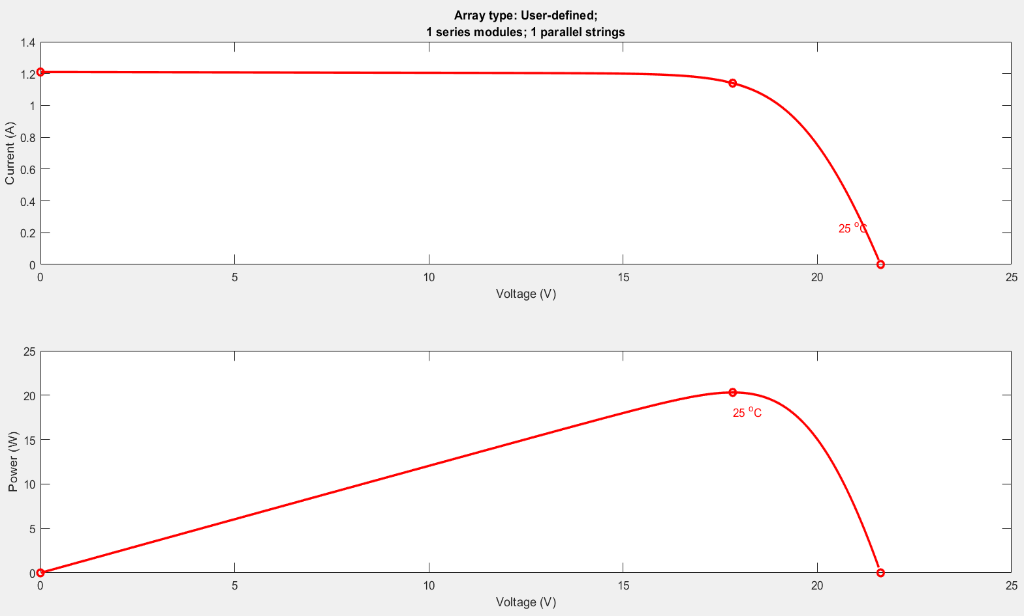 Array type: User-defined;
1 series modules; 1 parallel strings
1.4
1.2
1
0.8
0.6
0.4
0.2
0
Current (A)
25 °C
0 5 10 15 20 25
Voltage (V)
25
20
15
10
5
0
Power (W)
25 °C
0 5 10 15 20 25
Voltage (V)